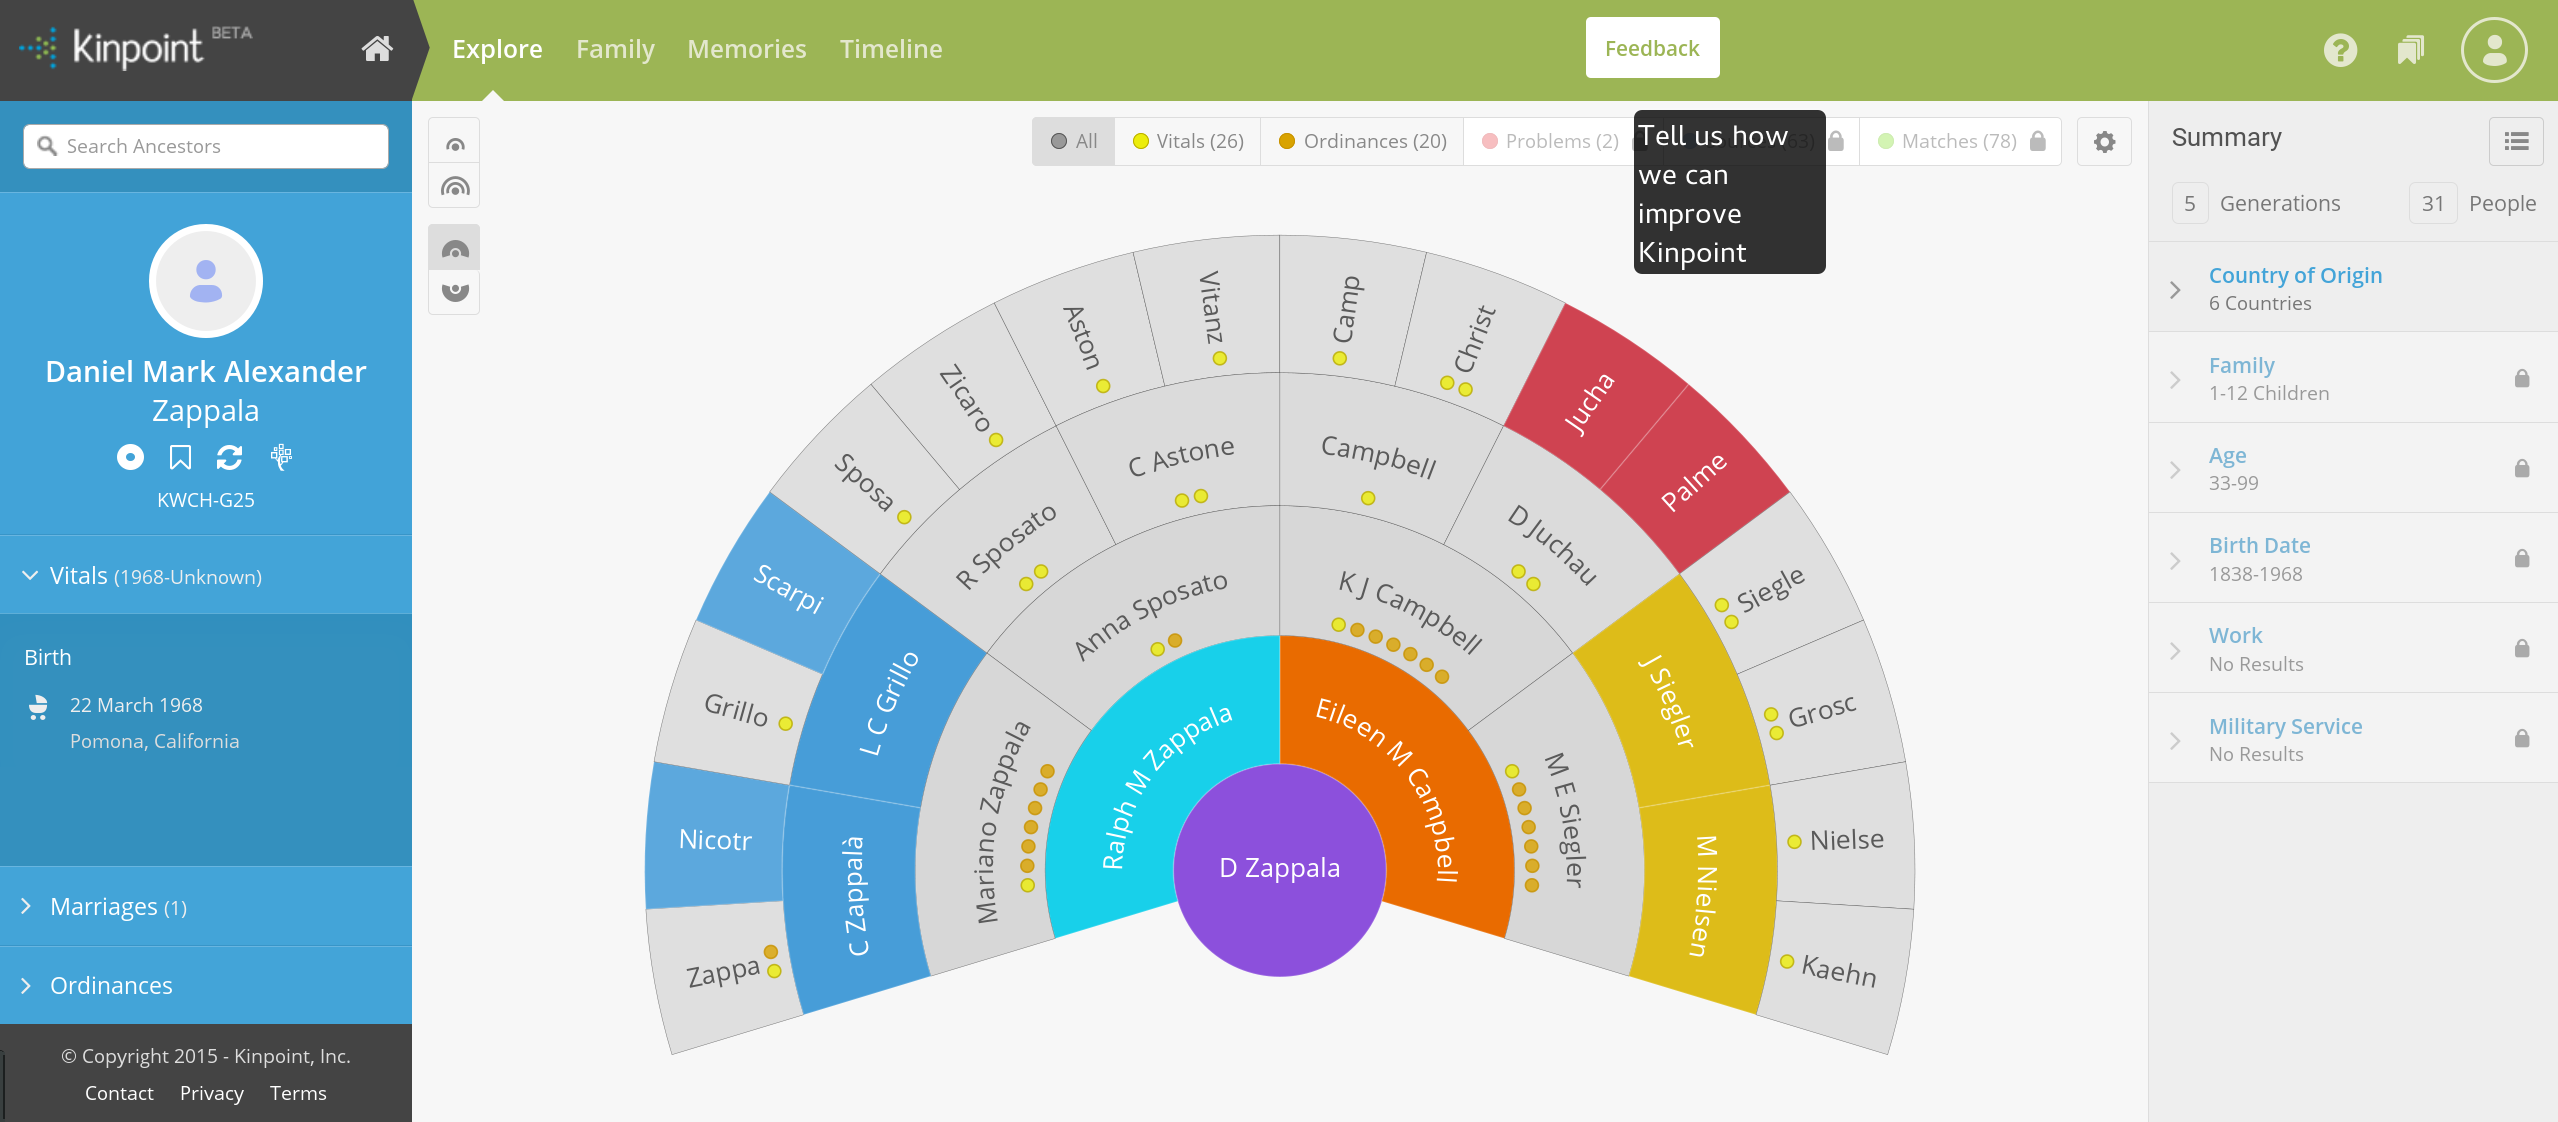 Kinpoint BETA
Explore
Family
Memories
Timeline
Feedback
Search Ancestors
Daniel Mark Alexander
Zappala
KWCH-G25
Vitals (1968-Unknown)
Birth
22 March 1968
Pomona, California
Marriages (1)
Ordinances
© Copyright 2015 - Kinpoint, Inc.
Contact Privacy Terms
All
Vitals (26)
Ordinances (20)
Problems (2)
Matches (78)
Tell us how
we can
improve
Kinpoint
Zappa
Nicotr
Grillo
Scarpi
Sposa
Zicaro
Aston
Vitanz
Camp
Christ
Jucha
Palme
Siegle
Grosc
Nielse
Kaehn
C Zappalà
L C Grillo
R Sposato
C Astone
Campbell
D Juchau
J Siegler
M Nielsen
Mariano Zappala
Anna Sposato
K J Campbell
M E Siegler
Ralph M Zappala
Eileen M Campbell
D Zappala
Summary
5 Generations
31 People
Country of Origin
6 Countries
Family
1-12 Children
Age
33-99
Birth Date
1838-1968
Work
No Results
Military Service
No Results